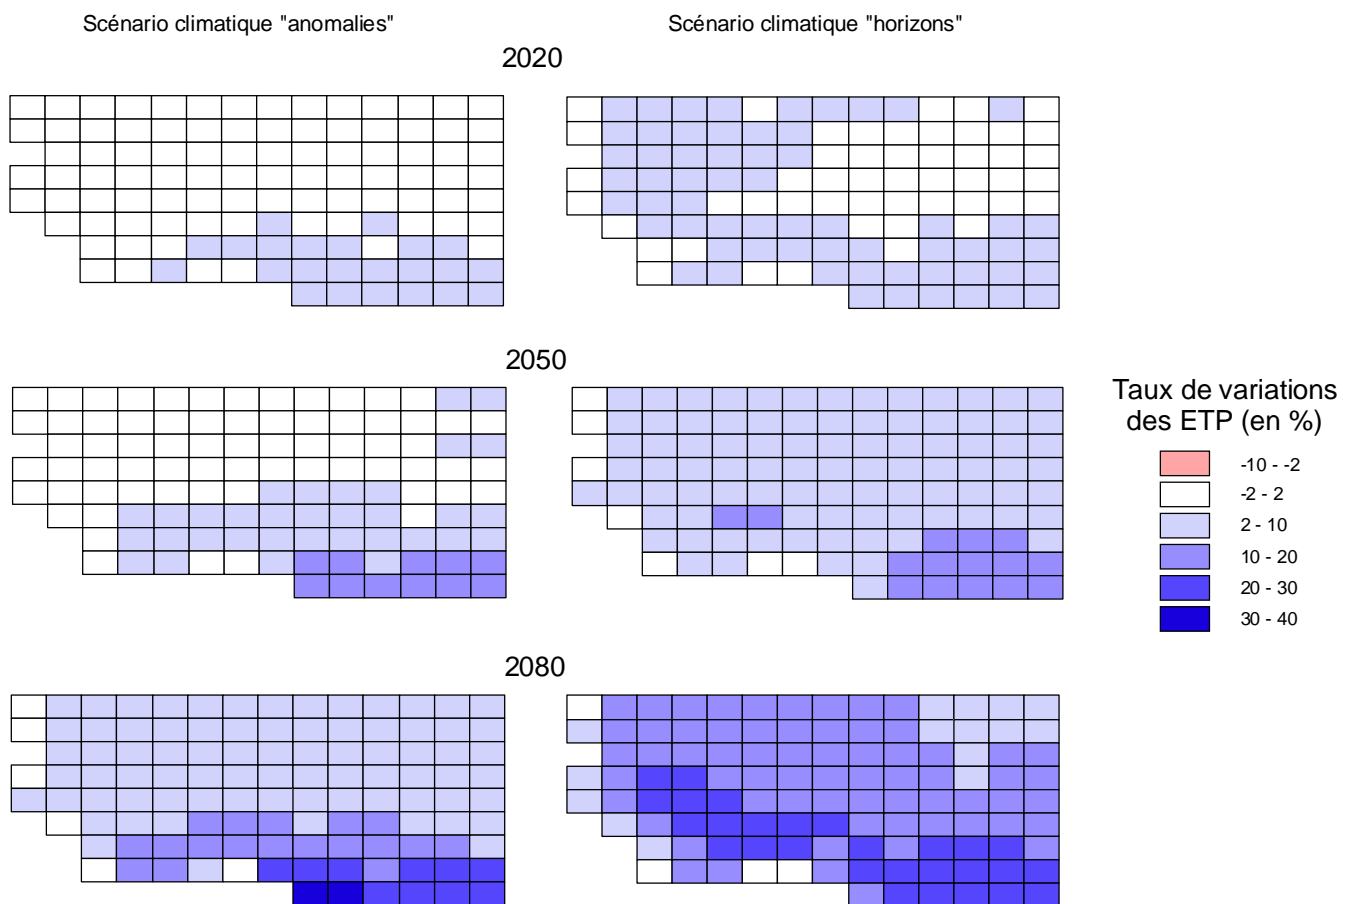 Scénario climatique "anomalies"
Scénario climatique "horizons"
2020
2050
Taux de variations
des ETP (en %)
-10 - -2
-2 - 2
2 - 10
10 - 20
20 - 30
30 - 40
2080